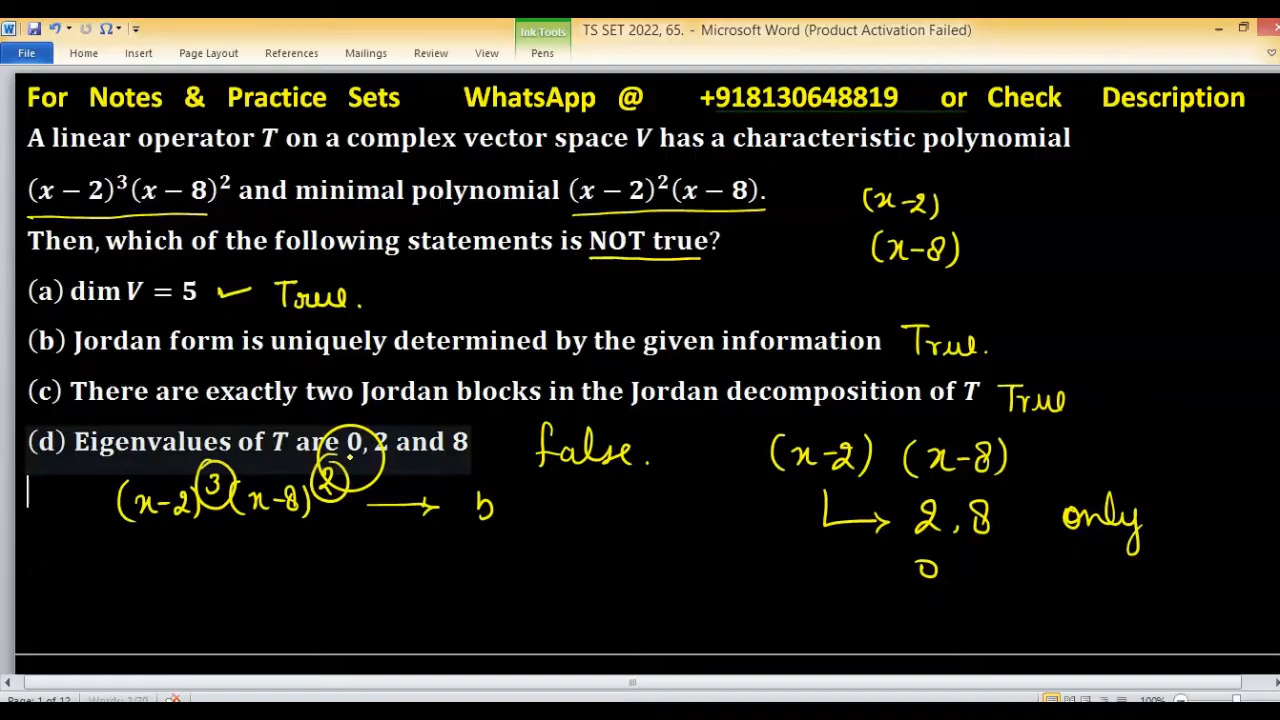 TS SET 2022, 65. - Microsoft Word (Product Activation Failed)
Ink Tools
File Home Insert Page Layout References Mailings Review View Pens
For Notes & Practice Sets WhatsApp @ +918130648819 or Check Description
A linear operator T on a complex vector space V has a characteristic polynomial
(x − 2)³(x − 8)² and minimal polynomial (x − 2)²(x − 8).
(x-2)
Then, which of the following statements is NOT true?
(x-8)
(a) dim V = 5 ✓ True.
(b) Jordan form is uniquely determined by the given information True.
(c) There are exactly two Jordan blocks in the Jordan decomposition of T True
(d) Eigenvalues of T are 0, 2 and 8 false. (x-2) (x-8)
(x-2)³(x-8)² → 5
↳ 2, 8 only
0
Page: 1 of 12 100%